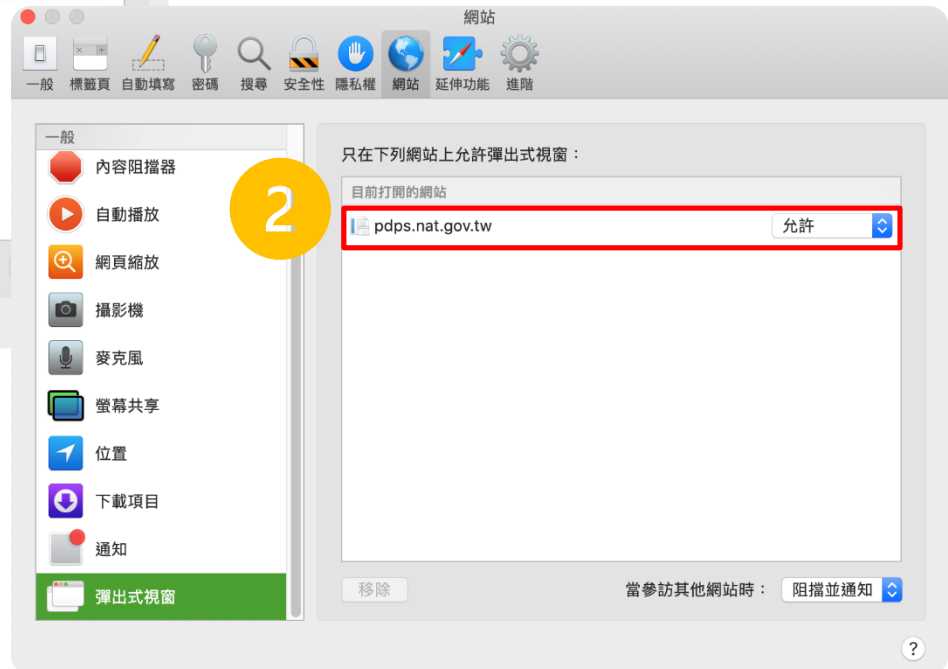 網站
一般 標籤頁 自動填寫 密碼 搜尋 安全性 隱私權 網站 延伸功能 進階
一般
內容阻擋器
自動播放
網頁縮放
攝影機
麥克風
螢幕共享
位置
下載項目
通知
彈出式視窗
2
只在下列網站上允許彈出式視窗：
目前打開的網站
pdps.nat.gov.tw 允許
移除 當參訪其他網站時： 阻擋並通知
?